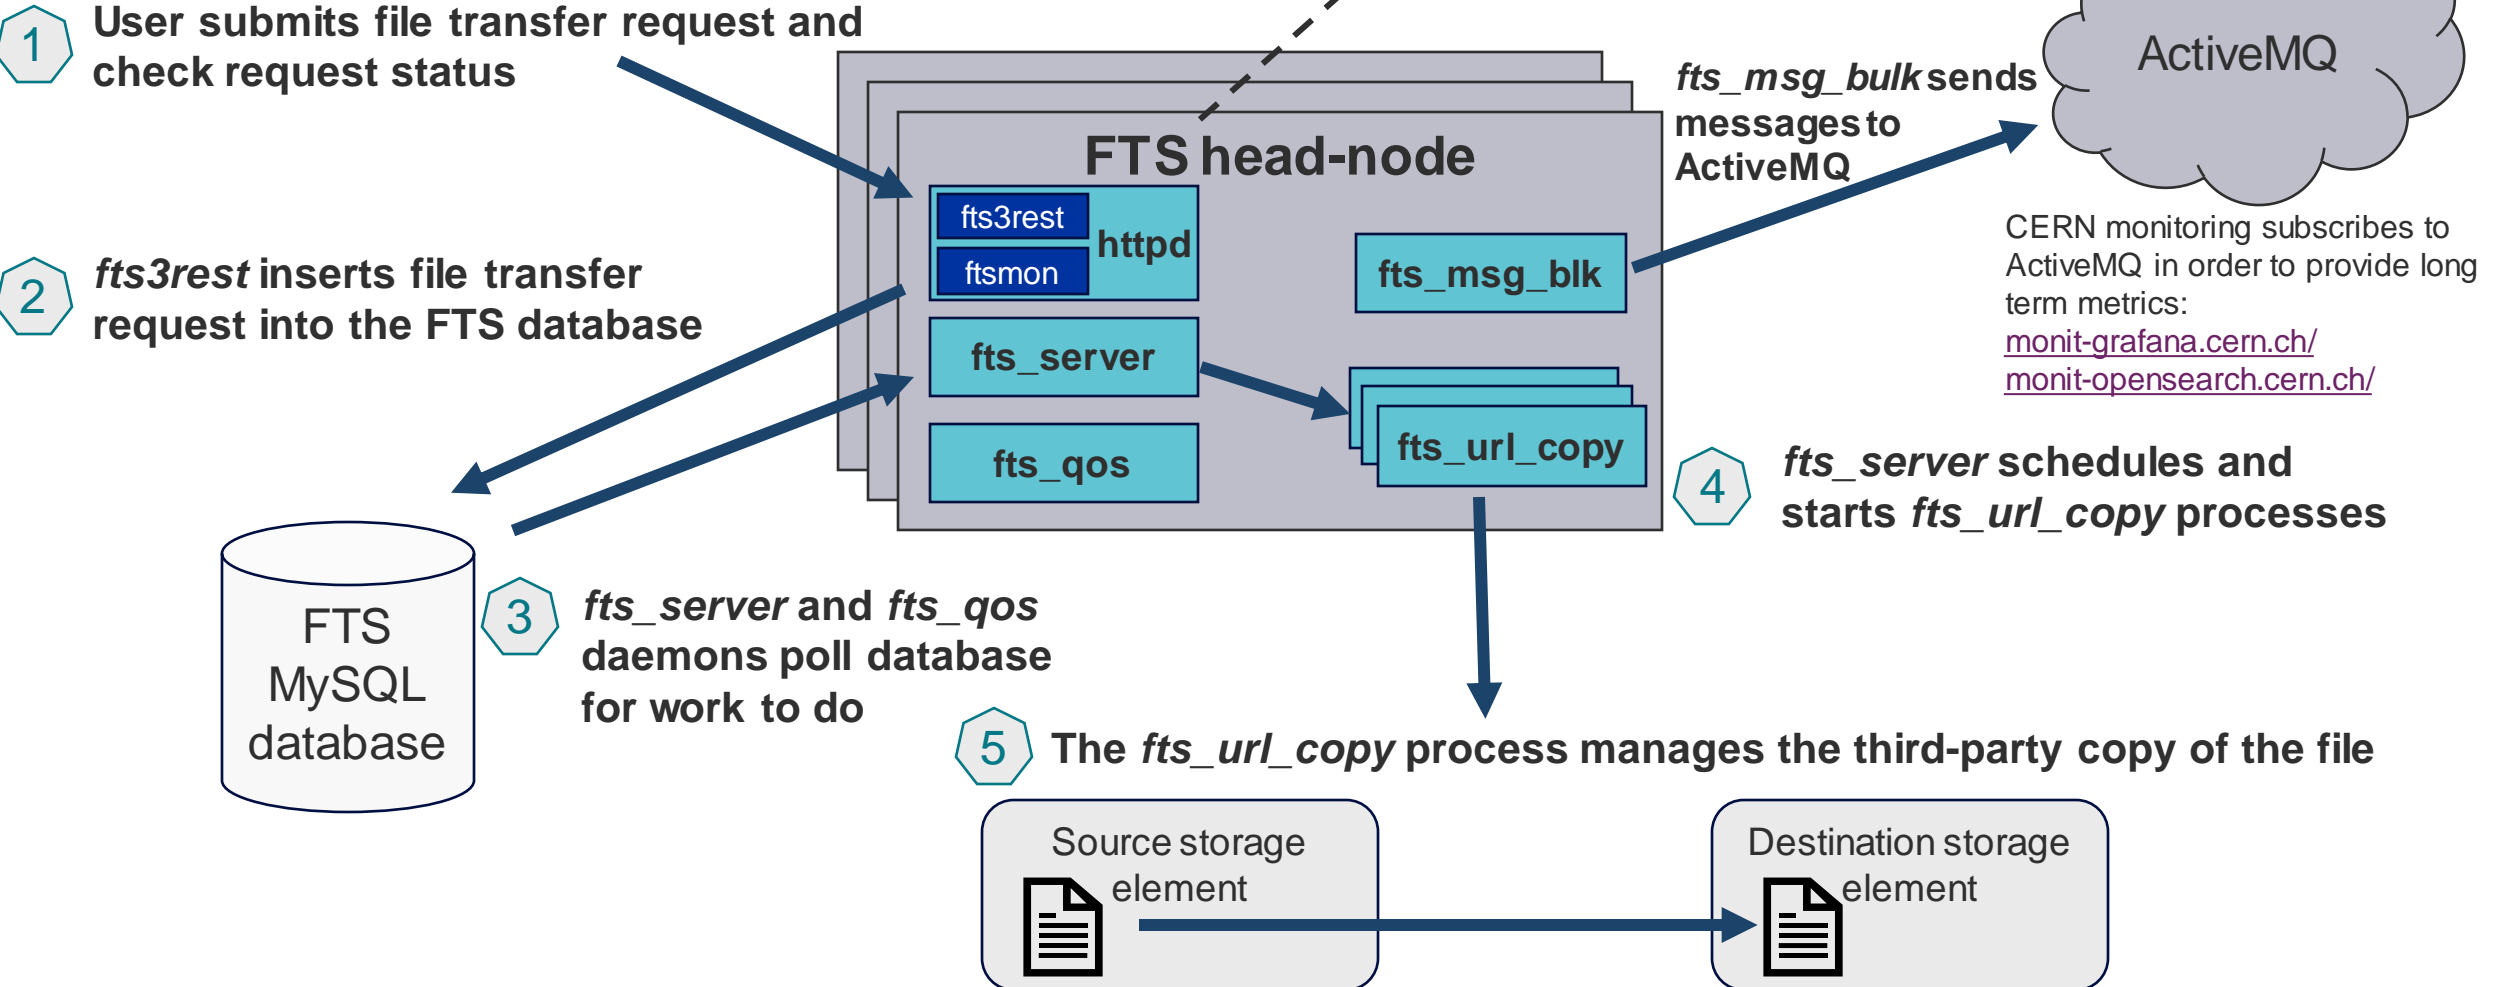 1
User submits file transfer request and
check request status
2
fts3rest inserts file transfer
request into the FTS database
FTS head-node
fts3rest
ftsmon
httpd
fts_server
fts_qos
fts_msg_blk
fts_url_copy
fts_msg_bulk sends
messages to
ActiveMQ
ActiveMQ
CERN monitoring subscribes to
ActiveMQ in order to provide long
term metrics:
monit-grafana.cern.ch/
monit-opensearch.cern.ch/
FTS
MySQL
database
3
fts_server and fts_qos
daemons poll database
for work to do
4
fts_server schedules and
starts fts_url_copy processes
5
The fts_url_copy process manages the third-party copy of the file
Source storage
element
Destination storage
element